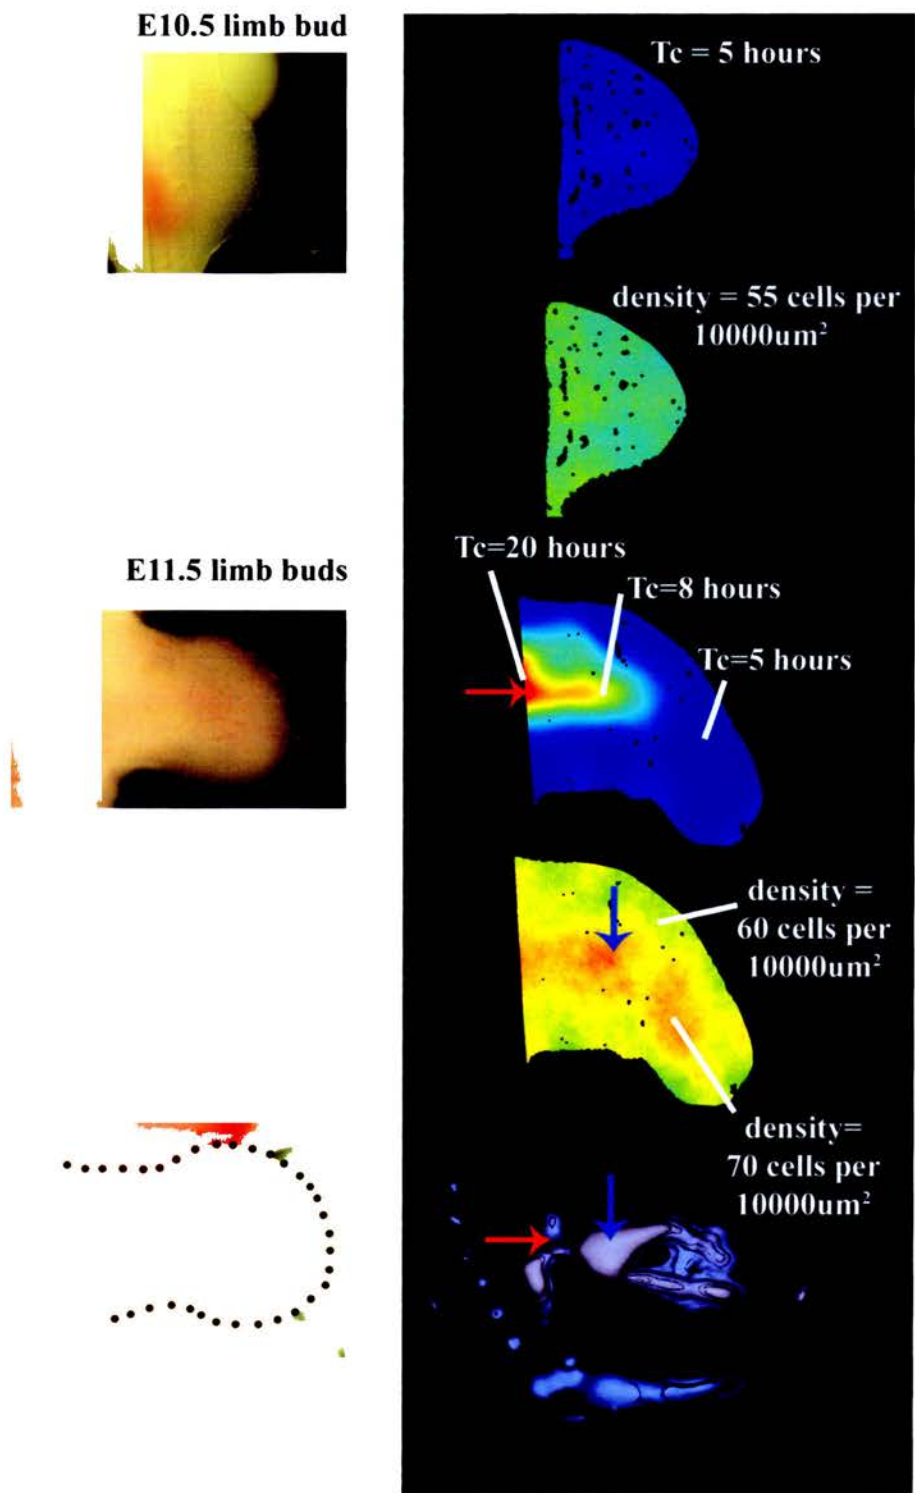 E10.5 limb bud
Tc = 5 hours
density = 55 cells per
10000um²
E11.5 limb buds
Tc=20 hours
Tc=8 hours
Tc=5 hours
density =
60 cells per
10000um²
density=
70 cells per
10000um²